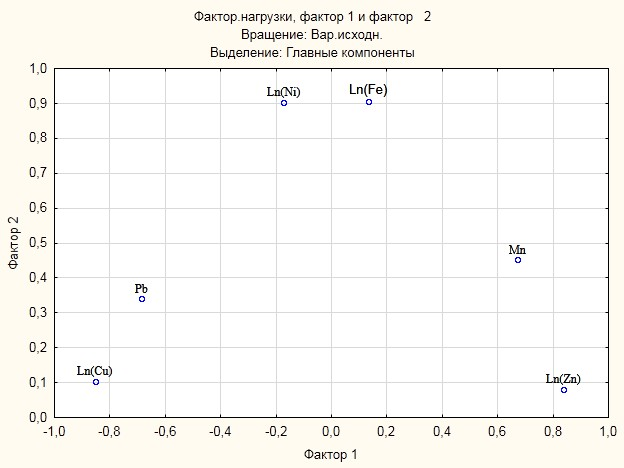 Фактор.нагрузки, фактор 1 и фактор 2
Вращение: Вар.исходн.
Выделение: Главные компоненты
1,0
Ln(Ni)
Ln(Fe)
0,9
0,8
0,7
0,6
0,5
Mn
0,4
Pb
0,3
0,2
Ln(Cu)
Ln(Zn)
0,1
0,0
Фактор 2
-1,0 -0,8 -0,6 -0,4 -0,2 0,0 0,2 0,4 0,6 0,8 1,0
Фактор 1